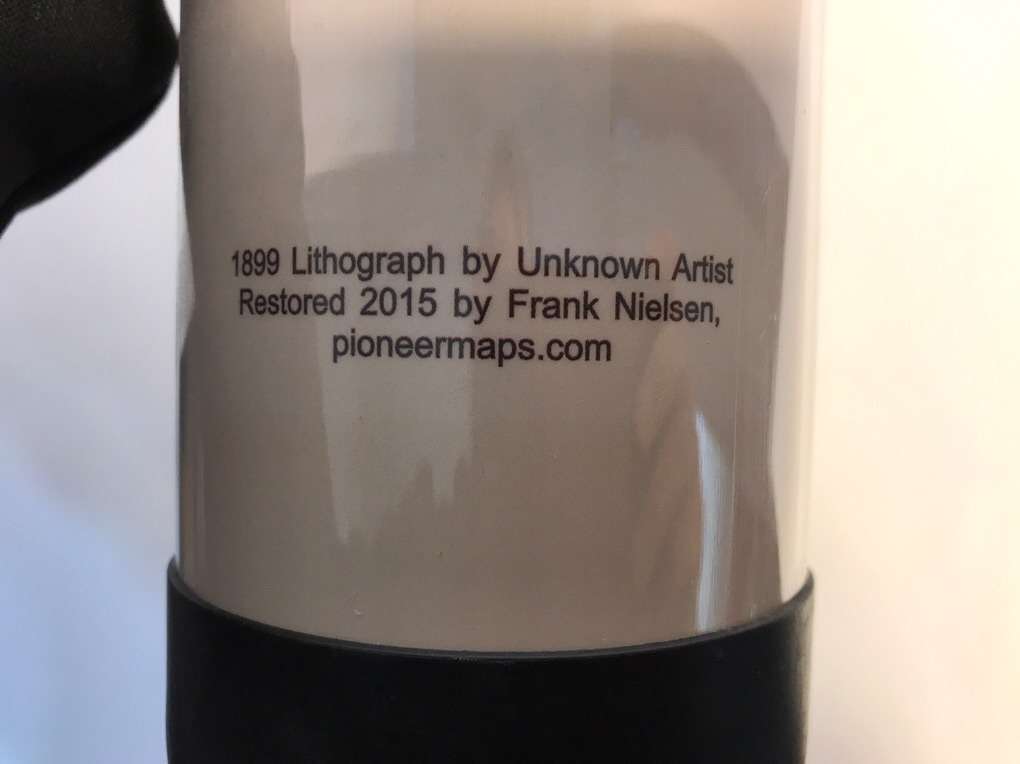 1899 Lithograph by Unknown Artist
Restored 2015 by Frank Nielsen,
pioneermaps.com